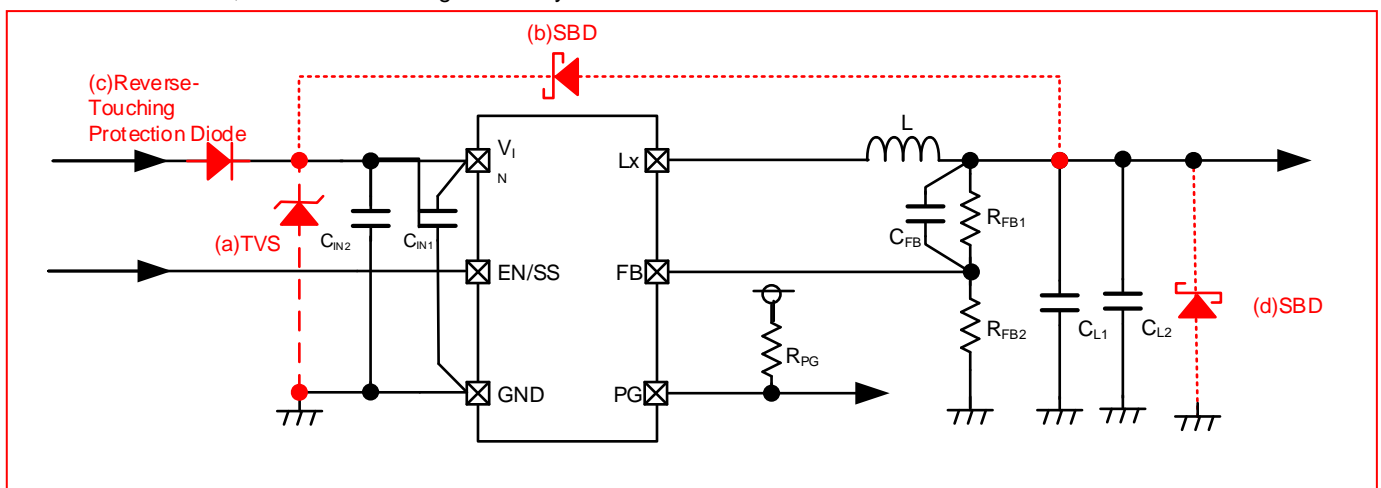 (b)SBD
(c)Reverse-
Touching
Protection Diode
L
VI
N
Lx
CFB
RFB1
(a)TVS
CIN2
CIN1
EN/SS
FB
RFB2
CL1
CL2
(d)SBD
RPG
GND
PG